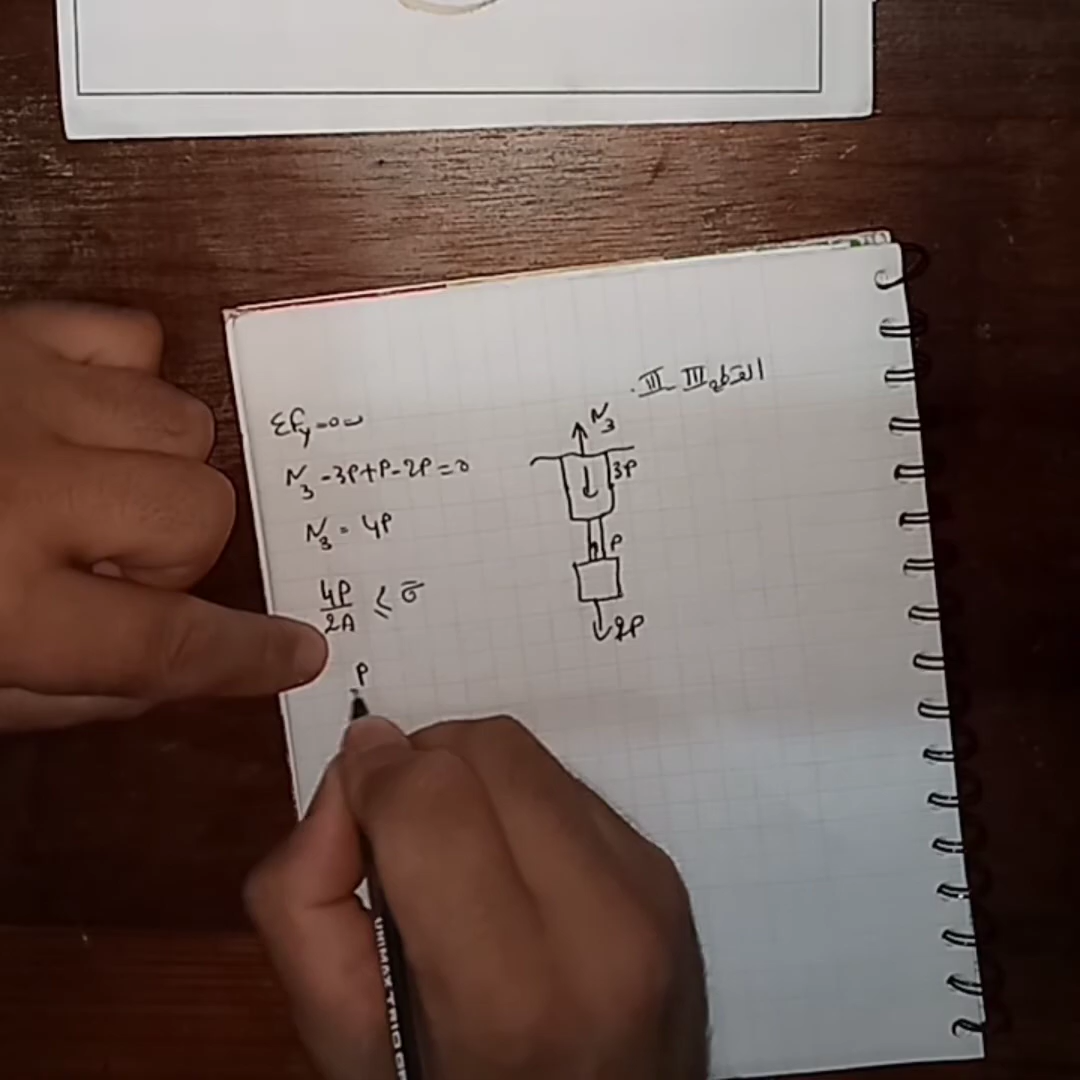 القطع III_III.
ΣFy=0
N3-3P+P-2P=0
N3=4P
4P/2A ≤ σ̄
P
N3
3P
P
2P